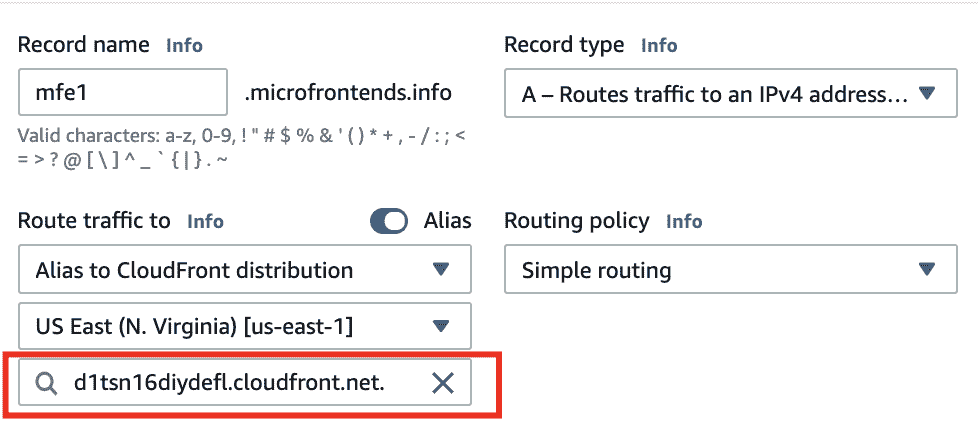 Record name Info
Record type Info
mfe1 .microfrontends.info
A – Routes traffic to an IPv4 address...
Valid characters: a-z, 0-9, ! " # $ % & ' ( ) * + , - / : ; <
= > ? @ [ \ ] ^ _ ` { | } . ~
Route traffic to Info Alias
Routing policy Info
Alias to CloudFront distribution
Simple routing
US East (N. Virginia) [us-east-1]
d1tsn16diydefl.cloudfront.net.